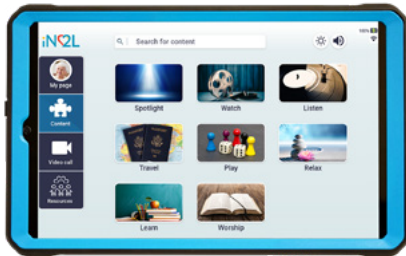 100%
iN2L
Search for content
My page
Spotlight
Watch
Listen
Content
Travel
Play
Relax
Video call
Resources
Learn
Worship